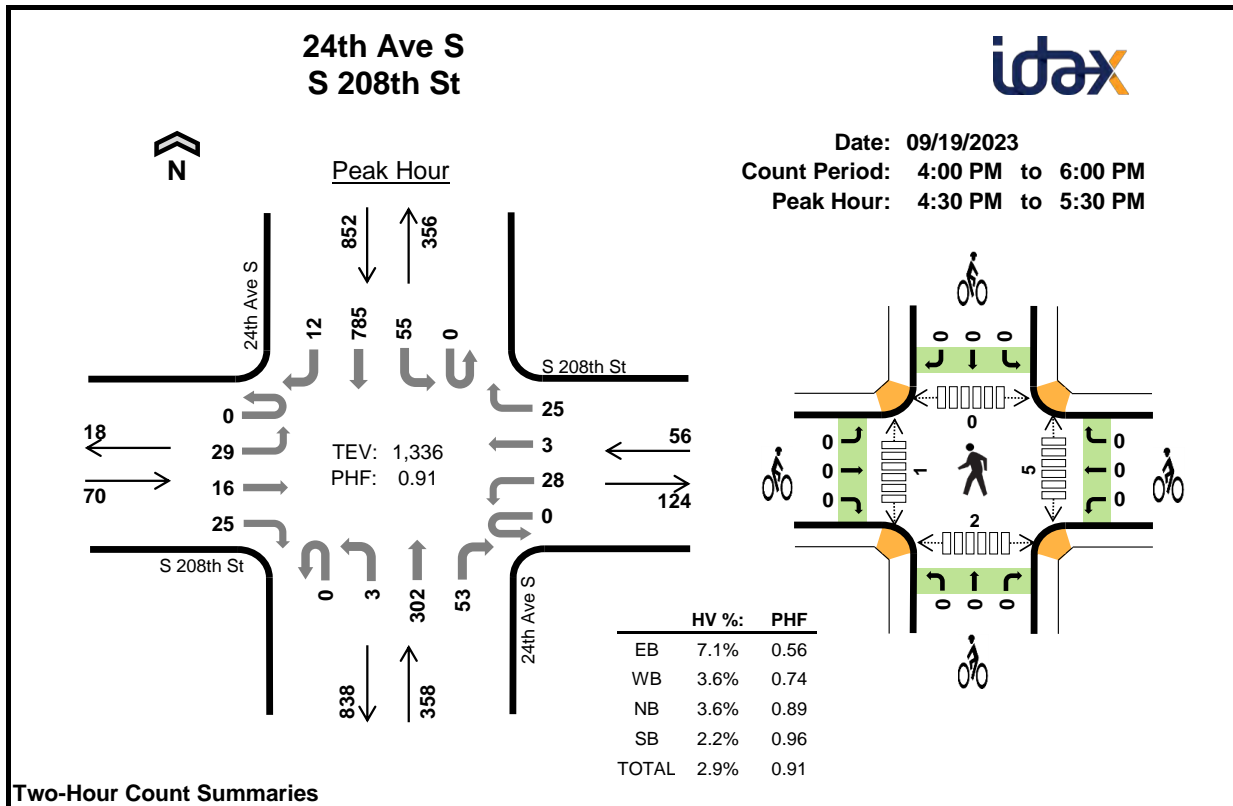 24th Ave S
S 208th St
idax
N
Peak Hour
Date: 09/19/2023
Count Period: 4:00 PM to 6:00 PM
Peak Hour: 4:30 PM to 5:30 PM
852
356
24th Ave S
12
785
55
0
S 208th St
0
29
16
25
18
70
TEV: 1,336
PHF: 0.91
25
3
28
0
56
124
S 208th St
0
3
302
53
24th Ave S
838
358
0
0
0
0
0
0
0
1
5
0
0
0
2
0
0
0
HV %: PHF
EB 7.1% 0.56
WB 3.6% 0.74
NB 3.6% 0.89
SB 2.2% 0.96
TOTAL 2.9% 0.91
Two-Hour Count Summaries